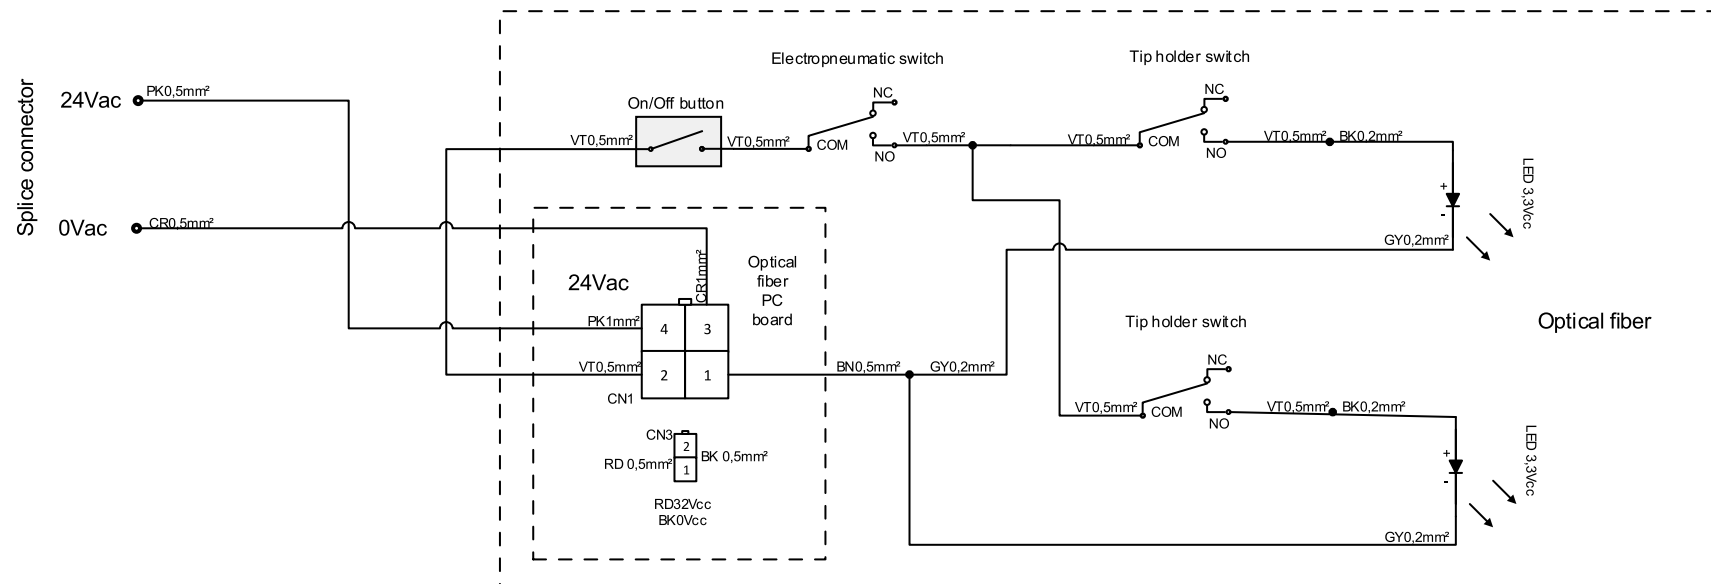 Splice connector
24Vac
PK0,5mm²
0Vac
CR0,5mm²
On/Off button
VT0,5mm²
VT0,5mm²
Electropneumatic switch
NC
COM
NO
VT0,5mm²
Tip holder switch
VT0,5mm²
NC
COM
NO
VT0,5mm²
BK0,2mm²
+
-
LED 3,3Vcc
GY0,2mm²
24Vac
CR1mm²
Optical
fiber
PC
board
PK1mm²
4
3
VT0,5mm²
2
1
CN1
BN0,5mm²
GY0,2mm²
CN3
2
BK 0,5mm²
RD 0,5mm²
1
RD32Vcc
BK0Vcc
Tip holder switch
VT0,5mm²
NC
COM
NO
VT0,5mm²
BK0,2mm²
+
-
LED 3,3Vcc
GY0,2mm²
Optical fiber